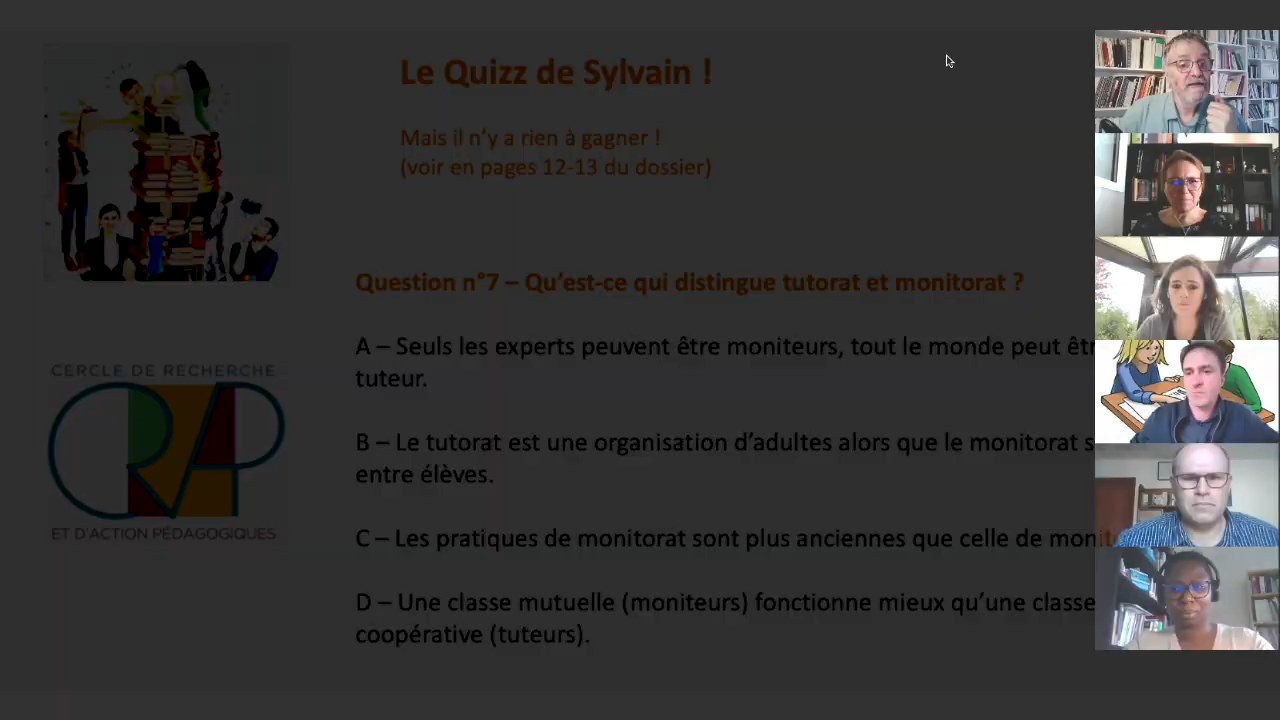 Le Quizz de Sylvain !
Mais il n'y a rien à gagner !
(voir en pages 12-13 du dossier)
Question n°7 – Qu'est-ce qui distingue tutorat et monitorat ?
A – Seuls les experts peuvent être moniteurs, tout le monde peut
tuteur.
B – Le tutorat est une organisation d'adultes alors que le monitorat
entre élèves.
C – Les pratiques de monitorat sont plus anciennes que celle de
D – Une classe mutuelle (moniteurs) fonctionne mieux qu'une classe
coopérative (tuteurs).
CERCLE DE RECHERCHE
CRAP
ET D'ACTION PÉDAGOGIQUES